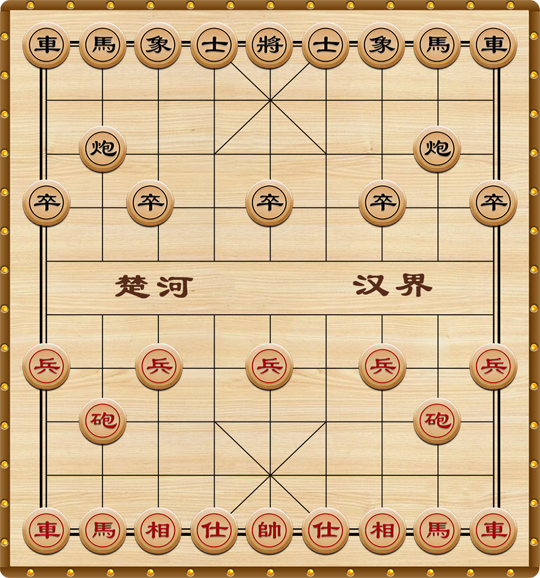 車馬象士將士象馬車
炮炮
卒卒卒卒卒
楚河 汉界
兵兵兵兵兵
砲砲
車馬相仕帥仕相馬車